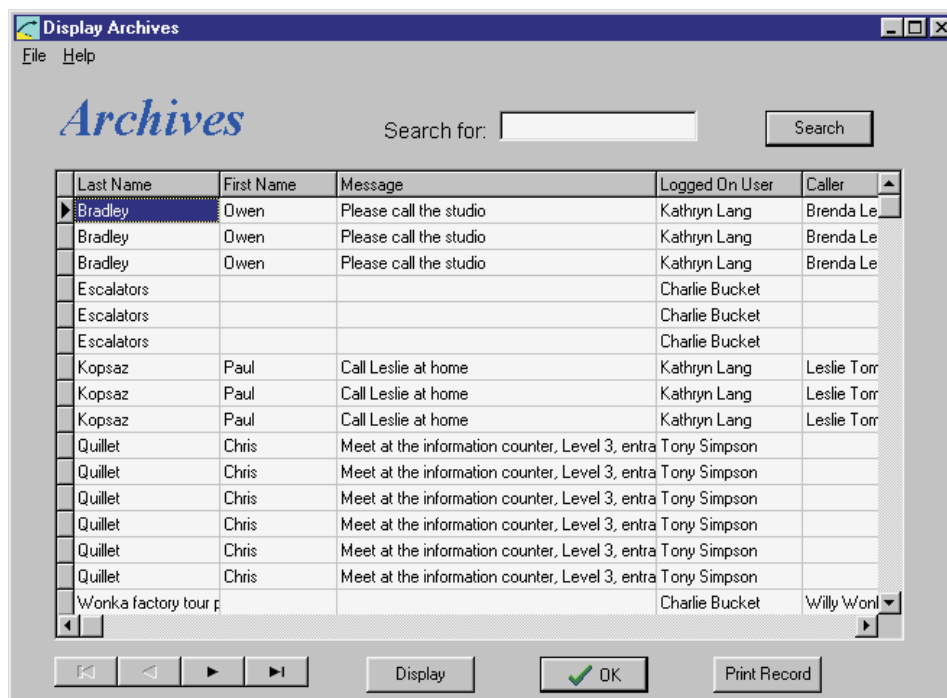 Display Archives
File Help
Archives
Search for: Search
Last Name First Name Message Logged On User Caller
Bradley Owen Please call the studio Kathryn Lang Brenda Le
Bradley Owen Please call the studio Kathryn Lang Brenda Le
Bradley Owen Please call the studio Kathryn Lang Brenda Le
Escalators Charlie Bucket
Escalators Charlie Bucket
Escalators Charlie Bucket
Kopsaz Paul Call Leslie at home Kathryn Lang Leslie Tom
Kopsaz Paul Call Leslie at home Kathryn Lang Leslie Tom
Kopsaz Paul Call Leslie at home Kathryn Lang Leslie Tom
Quillet Chris Meet at the information counter, Level 3, entra Tony Simpson
Quillet Chris Meet at the information counter, Level 3, entra Tony Simpson
Quillet Chris Meet at the information counter, Level 3, entra Tony Simpson
Quillet Chris Meet at the information counter, Level 3, entra Tony Simpson
Quillet Chris Meet at the information counter, Level 3, entra Tony Simpson
Quillet Chris Meet at the information counter, Level 3, entra Tony Simpson
Wonka factory tour p Charlie Bucket Willy Wonl
Display OK Print Record